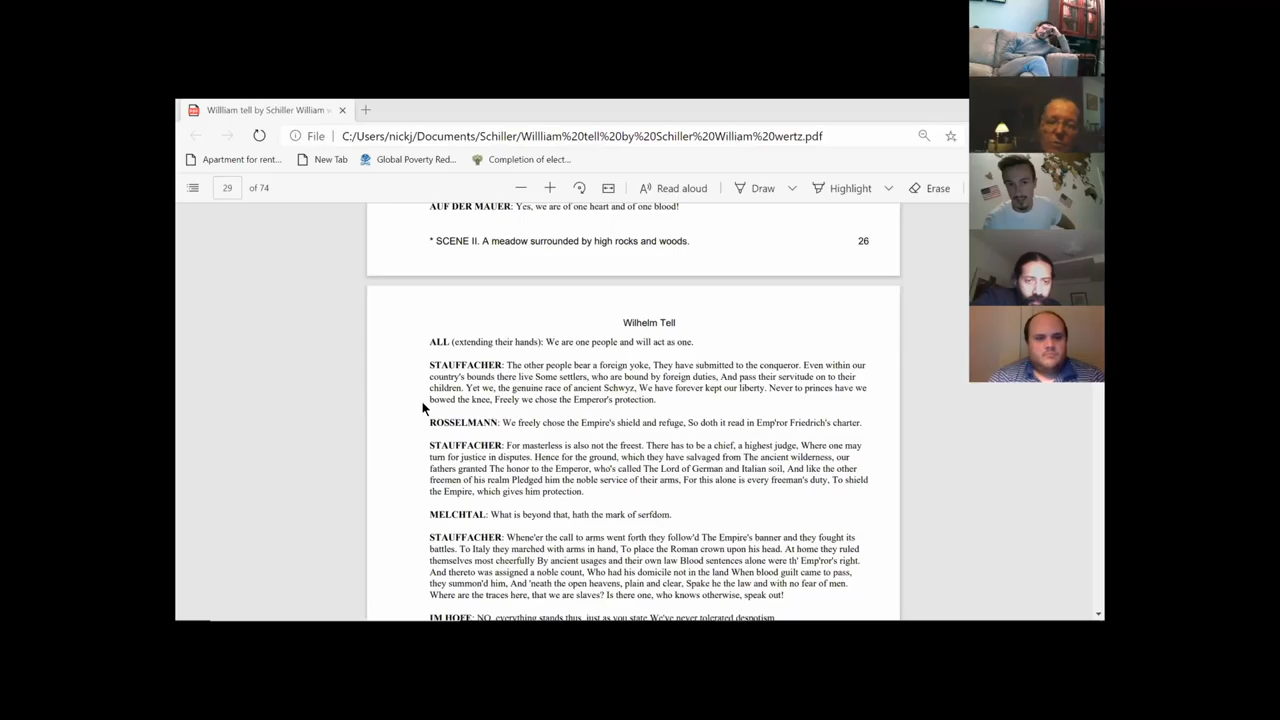 Willliam tell by Schiller William w
File C:/Users/nickj/Documents/Schiller/Willliam%20tell%20by%20Schiller%20William%20wertz.pdf
Apartment for rent... New Tab Global Poverty Red... Completion of elect...
29 of 74 Read aloud Draw Highlight Erase
AUF DER MAUER: Yes, we are of one heart and of one blood!
* SCENE II. A meadow surrounded by high rocks and woods. 26
Wilhelm Tell
ALL (extending their hands): We are one people and will act as one.
STAUFFACHER: The other people bear a foreign yoke, They have submitted to the conqueror. Even within our
country's bounds there live Some settlers, who are bound by foreign duties, And pass their servitude on to their
children. Yet we, the genuine race of ancient Schwyz, We have forever kept our liberty. Never to princes have we
bowed the knee, Freely we chose the Emperor's protection.
ROSSELMANN: We freely chose the Empire's shield and refuge, So doth it read in Emp'ror Friedrich's charter.
STAUFFACHER: For masterless is also not the freest. There has to be a chief, a highest judge, Where one may
turn for justice in disputes. Hence for the ground, which they have salvaged from The ancient wilderness, our
fathers granted The honor to the Emperor, who's called The Lord of German and Italian soil, And like the other
freemen of his realm Pledged him the noble service of their arms, For this alone is every freeman's duty, To shield
the Empire, which gives him protection.
MELCHTAL: What is beyond that, hath the mark of serfdom.
STAUFFACHER: Whene'er the call to arms went forth they follow'd The Empire's banner and they fought its
battles. To Italy they marched with arms in hand, To place the Roman crown upon his head. At home they ruled
themselves most cheerfully By ancient usages and their own law Blood sentences alone were th' Emp'ror's right.
And thereto was assigned a noble count, Who had his domicile not in the land When blood guilt came to pass,
they summon'd him, And 'neath the open heavens, plain and clear, Spake he the law and with no fear of men.
Where are the traces here, that we are slaves? Is there one, who knows otherwise, speak out!
IM HOFE: NO, everything stands thus, just as you state We've never tolerated despotism